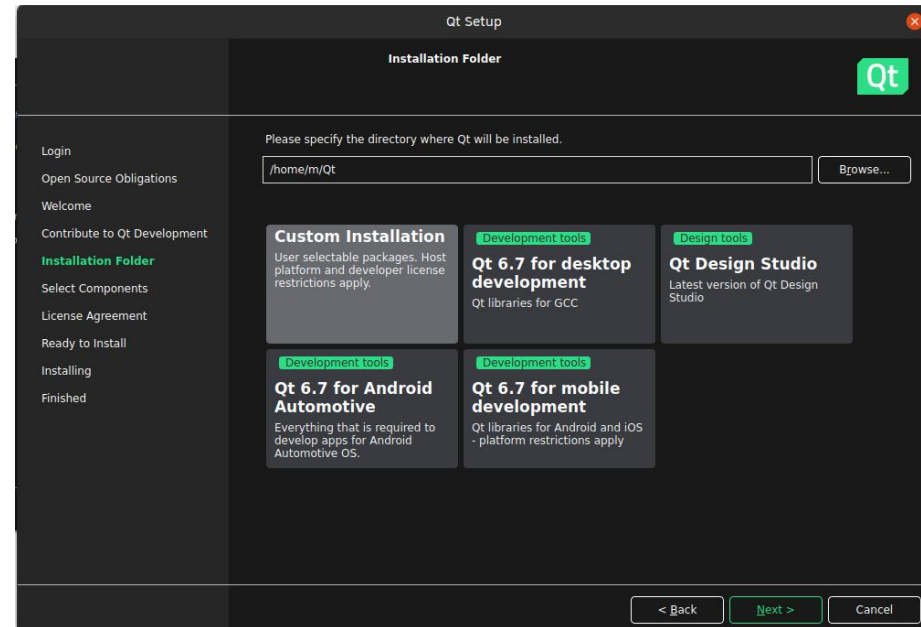 Qt Setup
Installation Folder
Qt
Login
Open Source Obligations
Welcome
Contribute to Qt Development
Installation Folder
Select Components
License Agreement
Ready to Install
Installing
Finished
Please specify the directory where Qt will be installed.
/home/m/Qt
Browse...
Custom Installation
User selectable packages. Host
platform and developer license
restrictions apply.
Development tools
Qt 6.7 for desktop
development
Qt libraries for GCC
Design tools
Qt Design Studio
Latest version of Qt Design
Studio
Development tools
Qt 6.7 for Android
Automotive
Everything that is required to
develop apps for Android
Automotive OS.
Development tools
Qt 6.7 for mobile
development
Qt libraries for Android and iOS
- platform restrictions apply
< Back
Next >
Cancel